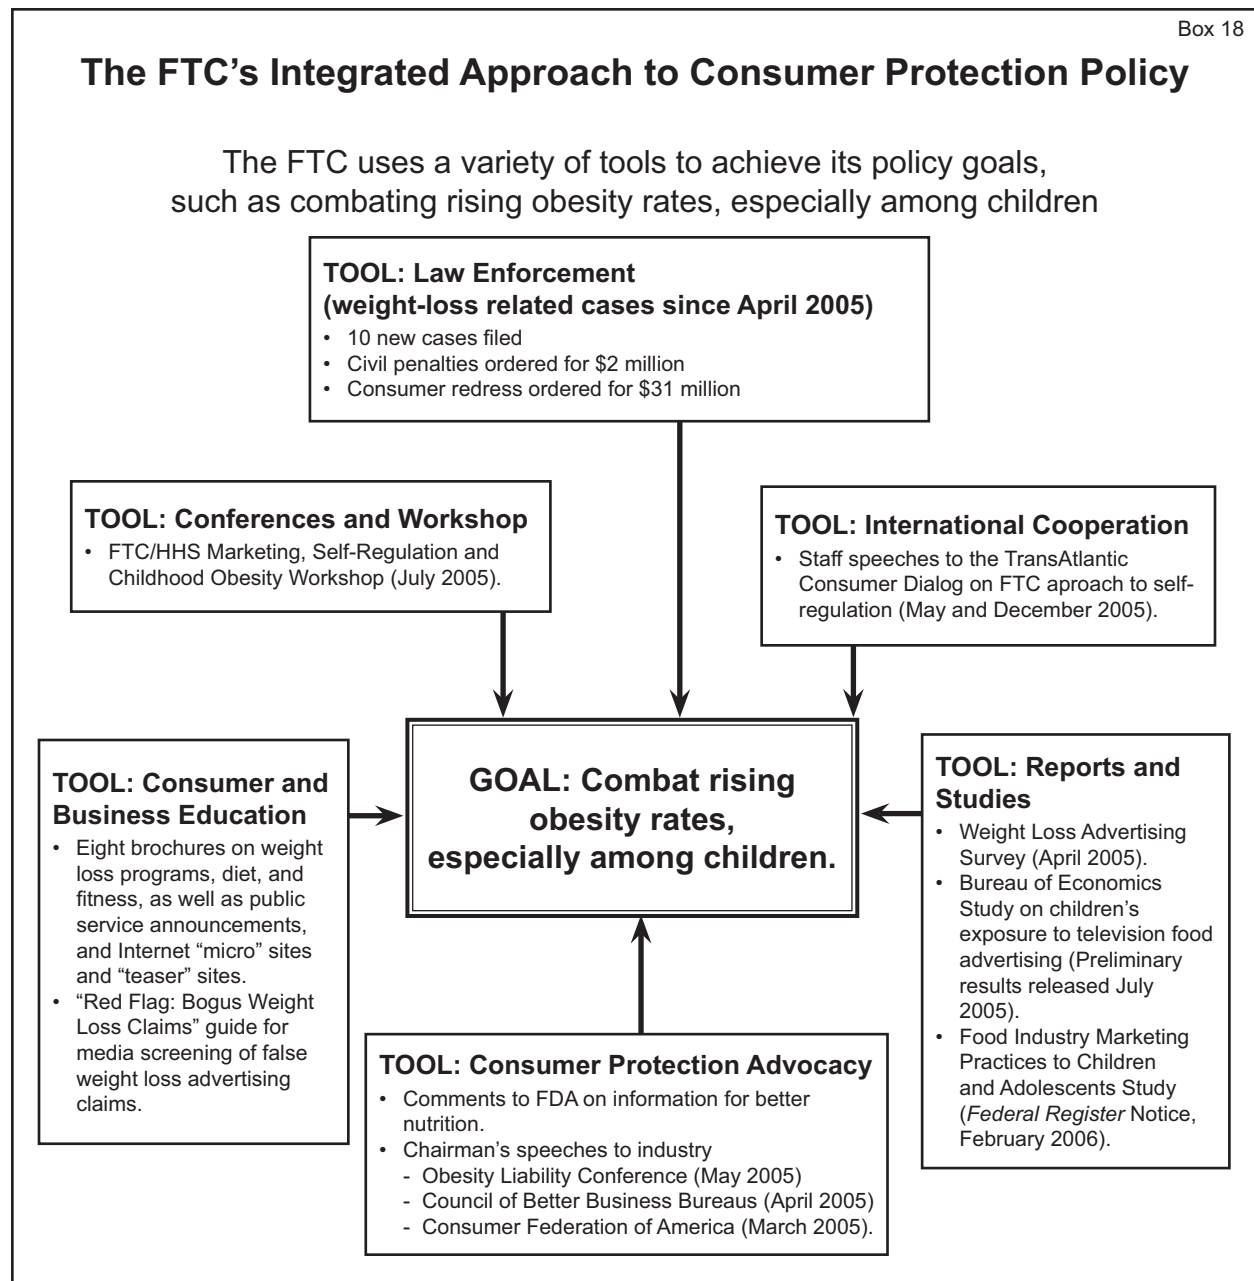 Box 18
The FTC’s Integrated Approach to Consumer Protection Policy
The FTC uses a variety of tools to achieve its policy goals,
such as combating rising obesity rates, especially among children
TOOL: Law Enforcement
(weight-loss related cases since April 2005)
• 10 new cases filed
• Civil penalties ordered for $2 million
• Consumer redress ordered for $31 million
TOOL: Conferences and Workshop
• FTC/HHS Marketing, Self-Regulation and
Childhood Obesity Workshop (July 2005).
TOOL: International Cooperation
• Staff speeches to the TransAtlantic
Consumer Dialog on FTC aproach to self-
regulation (May and December 2005).
TOOL: Consumer and
Business Education
• Eight brochures on weight
loss programs, diet, and
fitness, as well as public
service announcements,
and Internet “micro” sites
and “teaser” sites.
• “Red Flag: Bogus Weight
Loss Claims” guide for
media screening of false
weight loss advertising
claims.
GOAL: Combat rising
obesity rates,
especially among children.
TOOL: Reports and
Studies
• Weight Loss Advertising
Survey (April 2005).
• Bureau of Economics
Study on children’s
exposure to television food
advertising (Preliminary
results released July
2005).
• Food Industry Marketing
Practices to Children
and Adolescents Study
(Federal Register Notice,
February 2006).
TOOL: Consumer Protection Advocacy
• Comments to FDA on information for better
nutrition.
• Chairman’s speeches to industry
- Obesity Liability Conference (May 2005)
- Council of Better Business Bureaus (April 2005)
- Consumer Federation of America (March 2005).